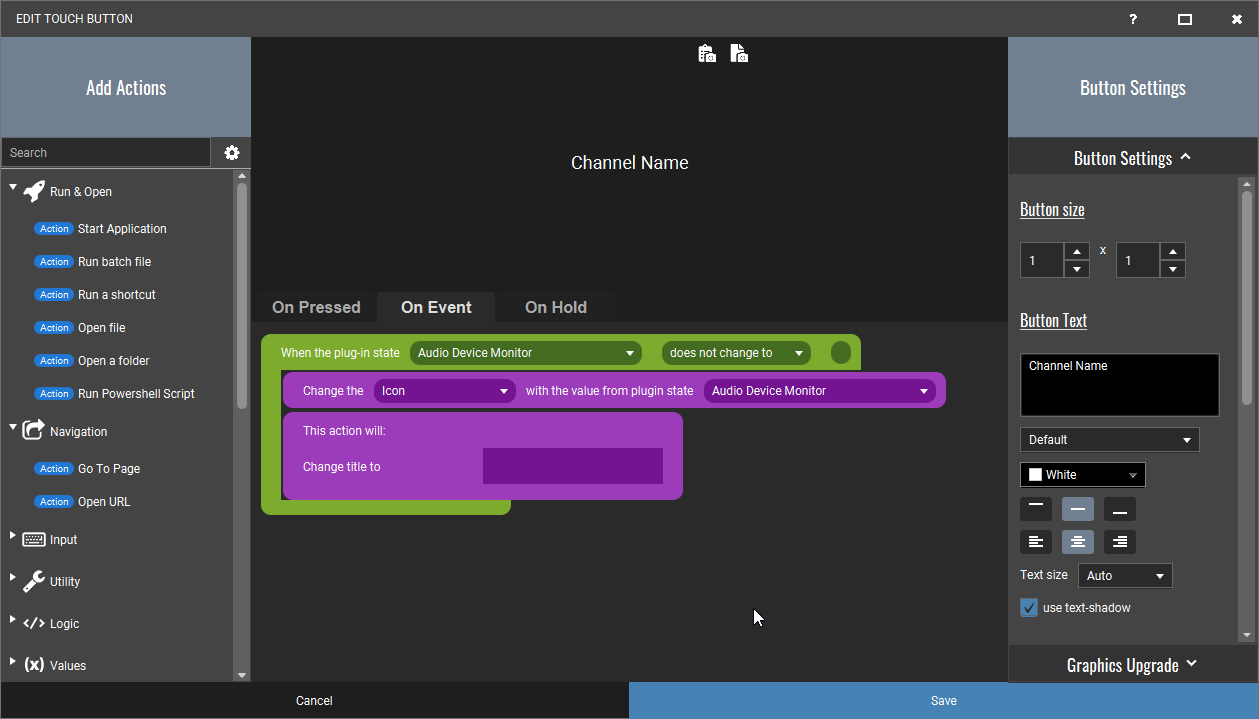 EDIT TOUCH BUTTON
?
Add Actions
Search
Run & Open
Action Start Application
Action Run batch file
Action Run a shortcut
Action Open file
Action Open a folder
Action Run Powershell Script
Navigation
Action Go To Page
Action Open URL
Input
Utility
Logic
Values
Channel Name
On Pressed On Event On Hold
When the plug-in state Audio Device Monitor does not change to
Change the Icon with the value from plugin state Audio Device Monitor
This action will:
Change title to
Button Settings
Button Settings
Button size
1 x 1
Button Text
Channel Name
Default
White
Text size Auto
use text-shadow
Graphics Upgrade
Cancel Save